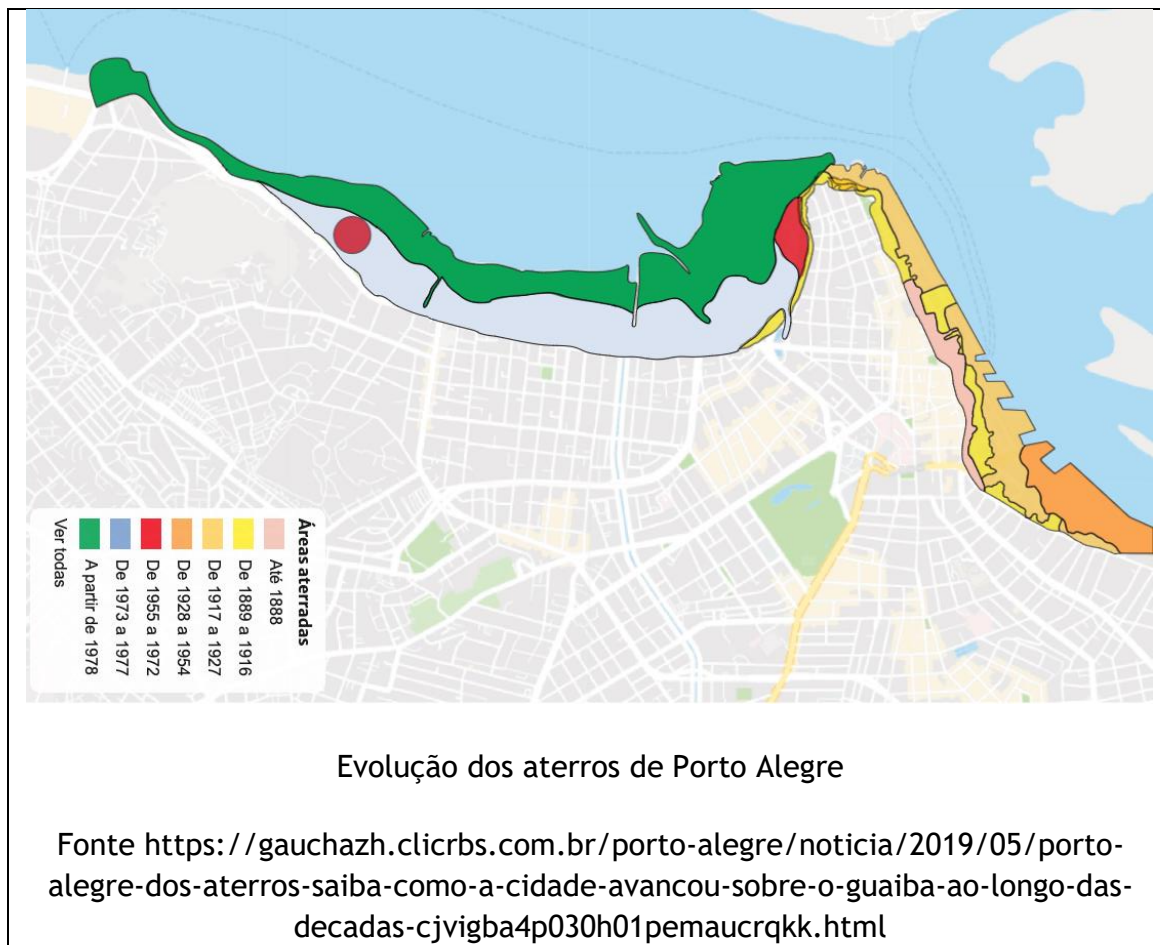 Áreas aterradas
Até 1888
De 1889 a 1916
De 1917 a 1927
De 1928 a 1954
De 1955 a 1972
De 1973 a 1977
A partir de 1978
Ver todas
Evolução dos aterros de Porto Alegre
Fonte https://gauchazh.clicrbs.com.br/porto-alegre/noticia/2019/05/porto-
alegre-dos-aterros-saiba-como-a-cidade-avancou-sobre-o-guaiba-ao-longo-das-
decadas-cjvigba4p030h01pemaucrqkk.html